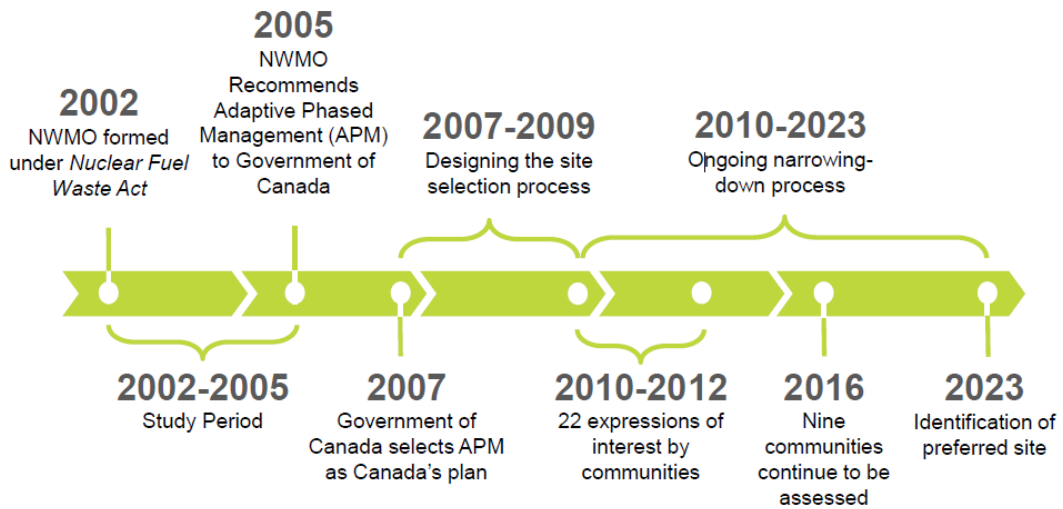 2002
NWMO formed
under Nuclear Fuel
Waste Act
2005
NWMO
Recommends
Adaptive Phased
Management (APM)
to Government of
Canada
2007-2009
Designing the site
selection process
2010-2023
Ongoing narrowing-
down process
2002-2005
Study Period
2007
Government of
Canada selects APM
as Canada’s plan
2010-2012
22 expressions of
interest by
communities
2016
Nine
communities
continue to be
assessed
2023
Identification of
preferred site